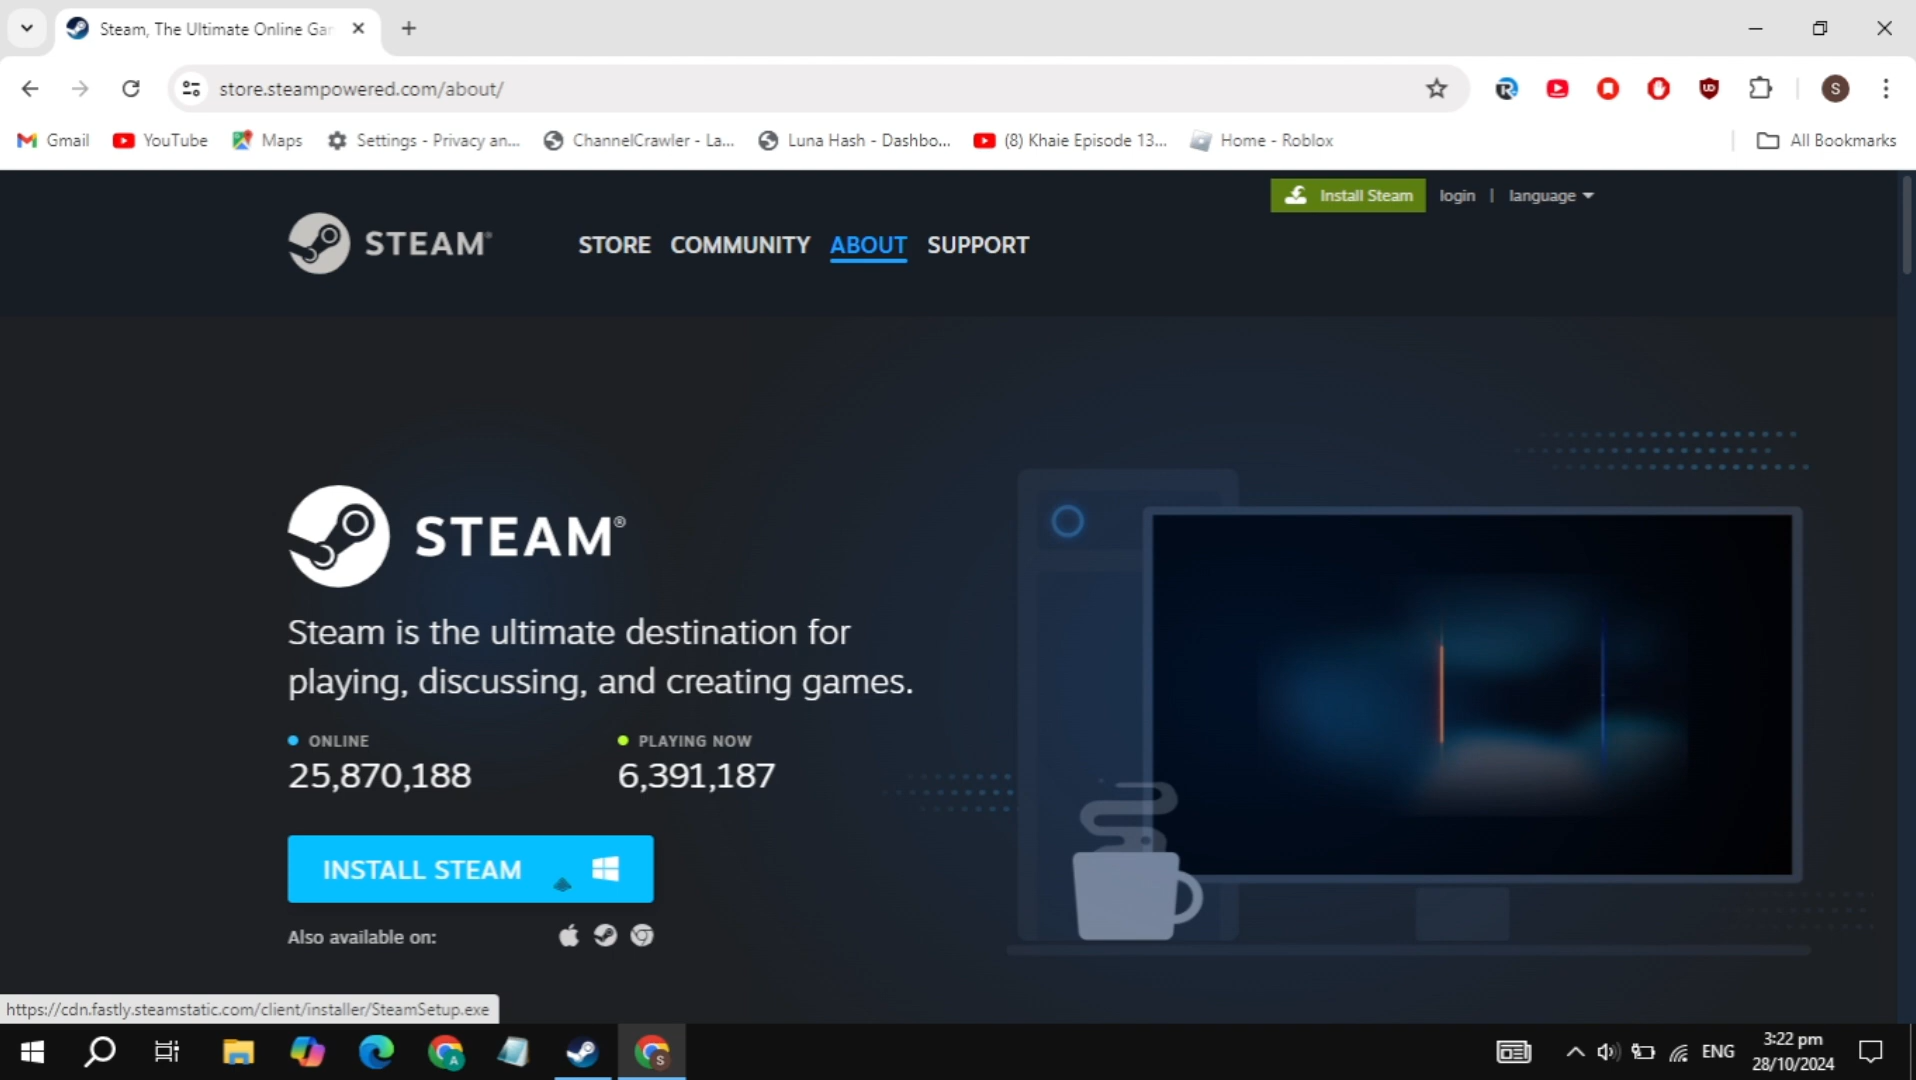 Steam, The Ultimate Online Gar
store.steampowered.com/about/
S
Gmail
YouTube
Maps
Settings - Privacy an...
ChannelCrawler - La...
Luna Hash - Dashbo...
(8) Khaie Episode 13...
Home - Roblox
All Bookmarks
Install Steam
login | language
STEAM®
STORE COMMUNITY ABOUT SUPPORT
STEAM®
Steam is the ultimate destination for
playing, discussing, and creating games.
ONLINE
25,870,188
PLAYING NOW
6,391,187
INSTALL STEAM
Also available on:
https://cdn.fastly.steamstatic.com/client/installer/SteamSetup.exe
A
S
ENG
3:22 pm
28/10/2024